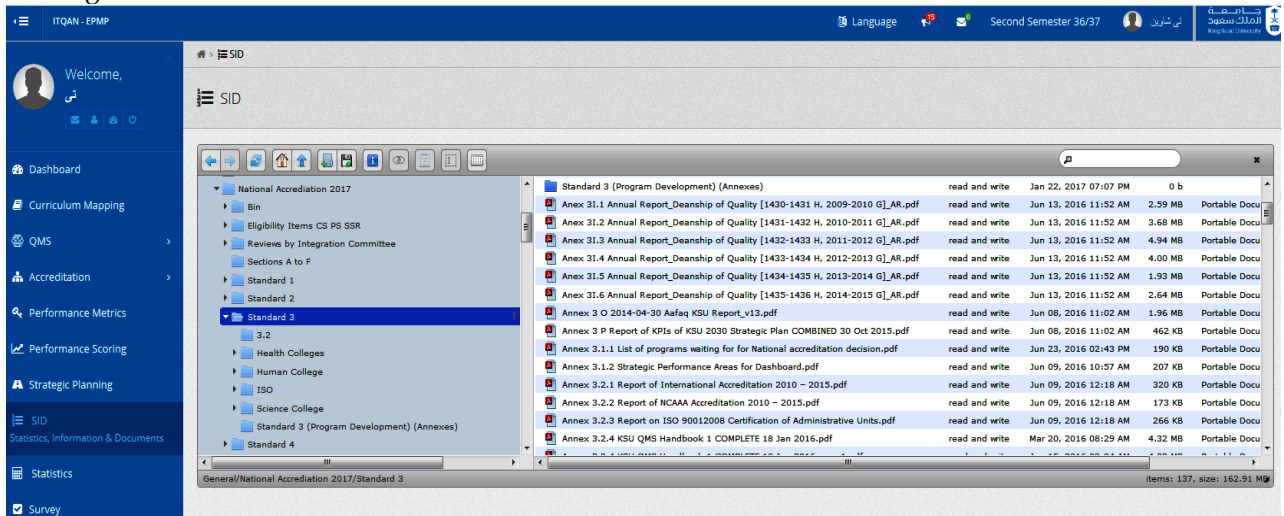 ITQAN - EPMP
Language
15
0
Second Semester 36/37
تي شارين
جـــامـــعــة
الملك سعود
King Saud University
SID
Welcome,
تي
SID
Dashboard
Curriculum Mapping
QMS
Accreditation
Performance Metrics
Performance Scoring
Strategic Planning
SID
Statistics, Information & Documents
Statistics
Survey
National Accrediation 2017
Bin
Eligibility Items CS PS SSR
Reviews by Integration Committee
Sections A to F
Standard 1
Standard 2
Standard 3
3.2
Health Colleges
Human College
ISO
Science College
Standard 3 (Program Development) (Annexes)
Standard 4
Standard 3 (Program Development) (Annexes) read and write Jan 22, 2017 07:07 PM 0 b
Anex 3I.1 Annual Report_Deanship of Quality [1430-1431 H, 2009-2010 G]_AR.pdf read and write Jun 13, 2016 11:52 AM 2.59 MB Portable Docu
Anex 3I.2 Annual Report_Deanship of Quality [1431-1432 H, 2010-2011 G]_AR.pdf read and write Jun 13, 2016 11:52 AM 3.68 MB Portable Docu
Anex 3I.3 Annual Report_Deanship of Quality [1432-1433 H, 2011-2012 G]_AR.pdf read and write Jun 13, 2016 11:52 AM 4.94 MB Portable Docu
Anex 3I.4 Annual Report_Deanship of Quality [1433-1434 H, 2012-2013 G]_AR.pdf read and write Jun 13, 2016 11:52 AM 4.00 MB Portable Docu
Anex 3I.5 Annual Report_Deanship of Quality [1434-1435 H, 2013-2014 G]_AR.pdf read and write Jun 13, 2016 11:52 AM 1.93 MB Portable Docu
Anex 3I.6 Annual Report_Deanship of Quality [1435-1436 H, 2014-2015 G]_AR.pdf read and write Jun 13, 2016 11:52 AM 2.64 MB Portable Docu
Annex 3 O 2014-04-30 Aafaq KSU Report_v13.pdf read and write Jun 08, 2016 11:02 AM 1.96 MB Portable Docu
Annex 3 P Report of KPIs of KSU 2030 Strategic Plan COMBINED 30 Oct 2015.pdf read and write Jun 08, 2016 11:02 AM 462 KB Portable Docu
Annex 3.1.1 List of programs waiting for for National accreditation decision.pdf read and write Jun 23, 2016 02:43 PM 190 KB Portable Docu
Annex 3.1.2 Strategic Performance Areas for Dashboard.pdf read and write Jun 09, 2016 10:57 AM 207 KB Portable Docu
Annex 3.2.1 Report of International Accreditation 2010 – 2015.pdf read and write Jun 09, 2016 12:18 AM 320 KB Portable Docu
Annex 3.2.2 Report of NCAAA Accreditation 2010 – 2015.pdf read and write Jun 09, 2016 12:18 AM 173 KB Portable Docu
Annex 3.2.3 Report on ISO 90012008 Certification of Administrative Units.pdf read and write Jun 09, 2016 12:18 AM 266 KB Portable Docu
Annex 3.2.4 KSU QMS Handbook 1 COMPLETE 18 Jan 2016.pdf read and write Mar 20, 2016 08:29 AM 4.32 MB Portable Docu
General/National Accrediation 2017/Standard 3
items: 137, size: 162.91 MB